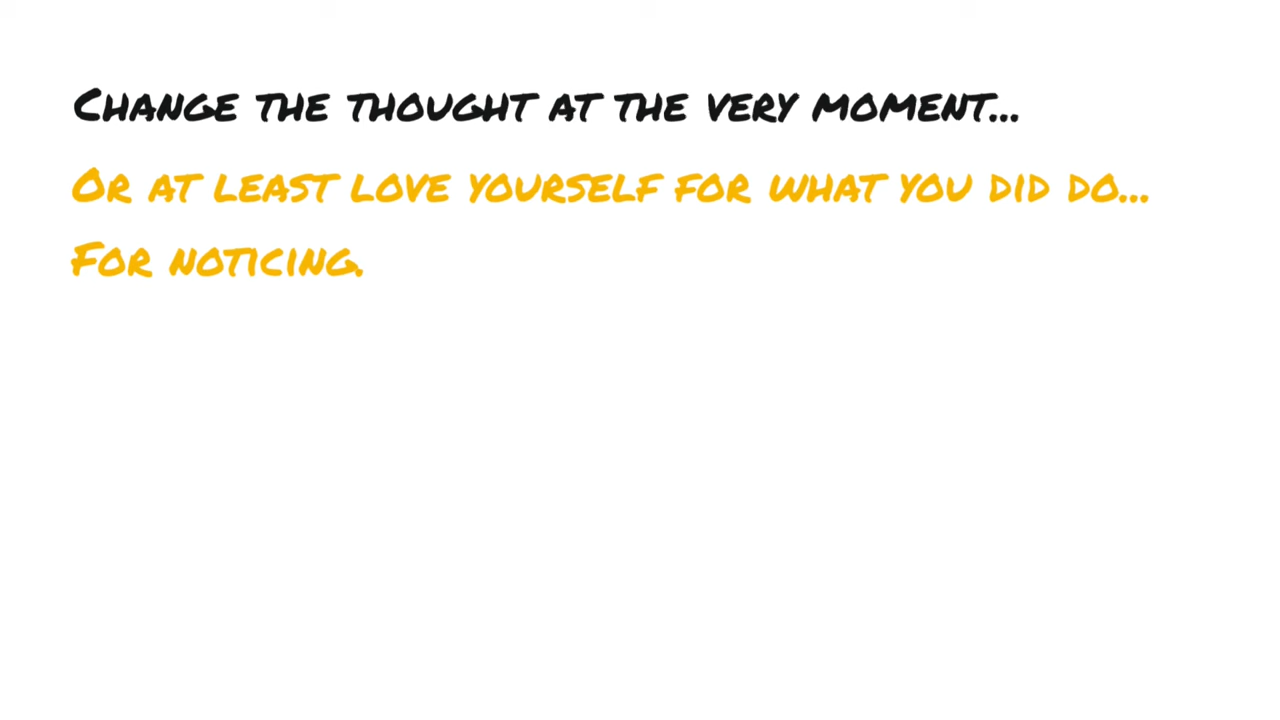 Change the thought at the very moment...
Or at least love yourself for what you did do...
For noticing.